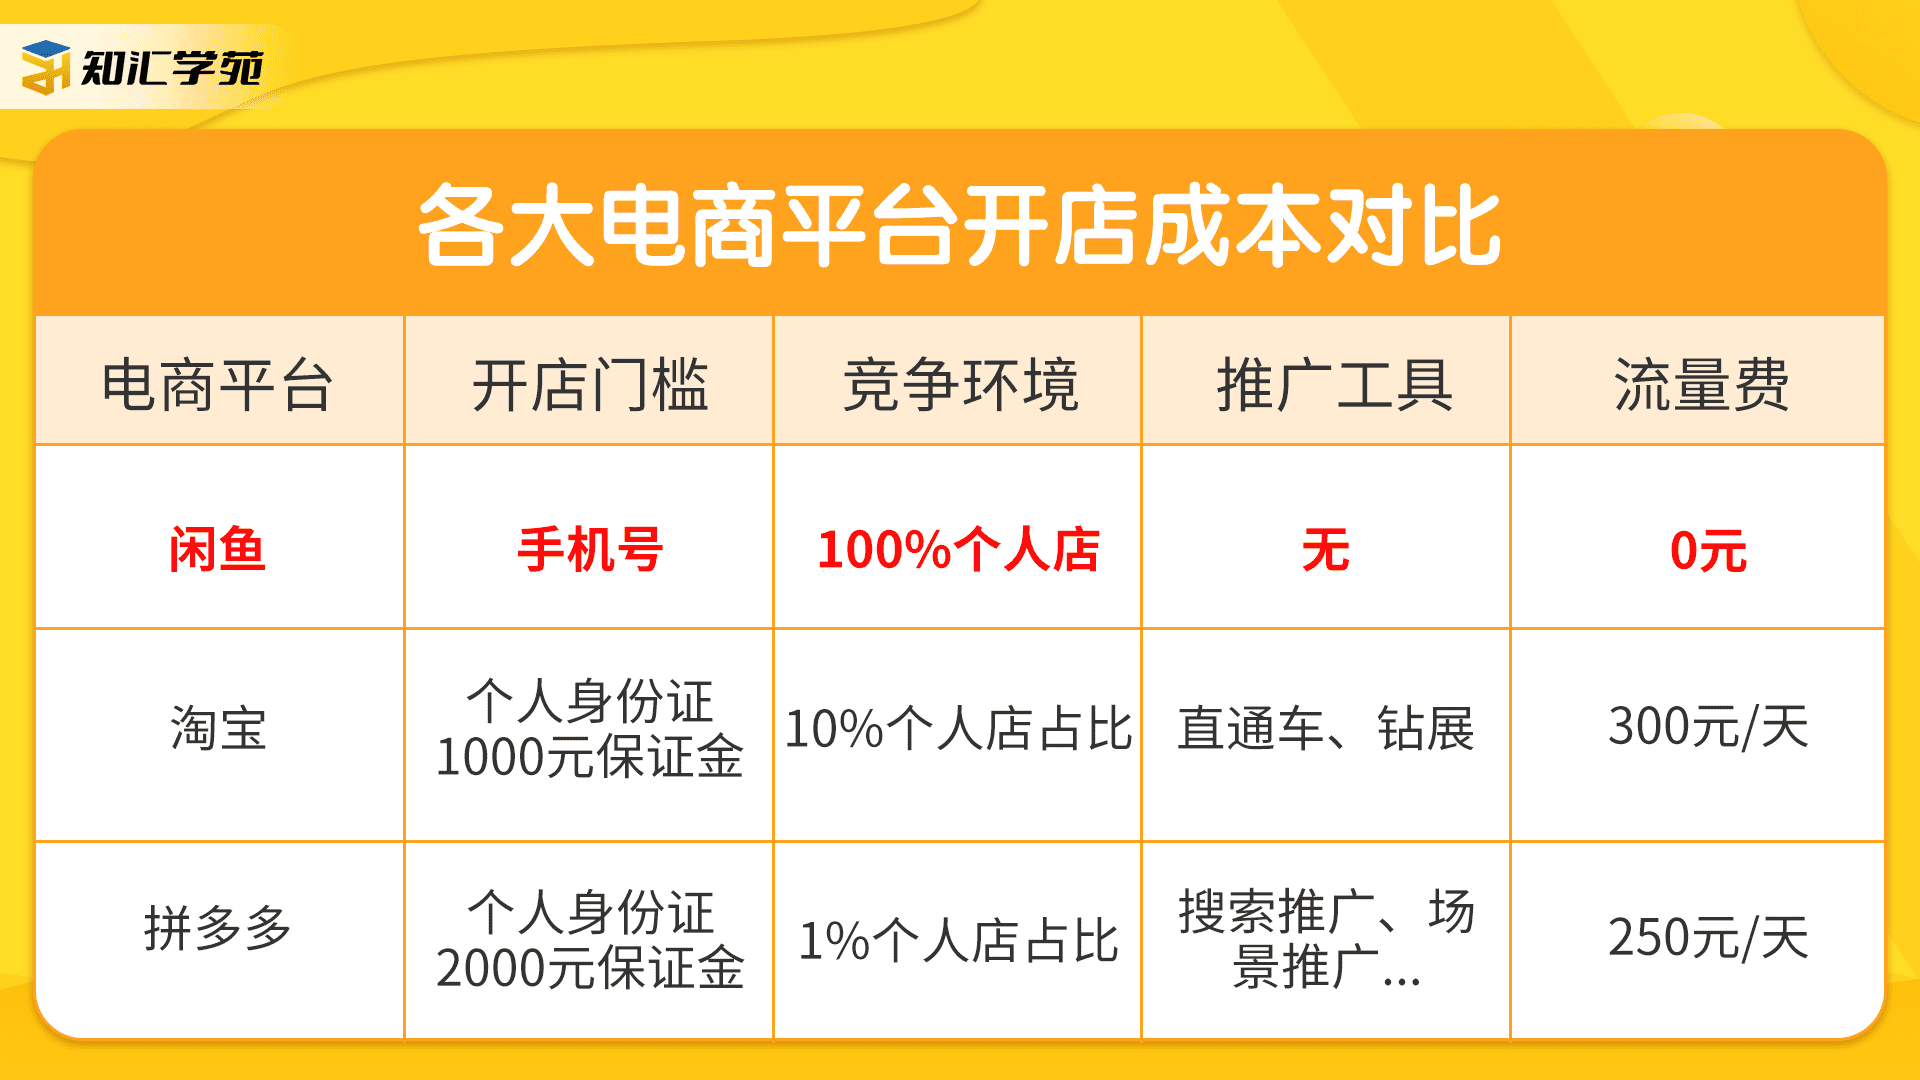 知汇学苑
各大电商平台开店成本对比
电商平台
开店门槛
竞争环境
推广工具
流量费
闲鱼
手机号
100%个人店
无
0元
淘宝
个人身份证
1000元保证金
10%个人店占比
直通车、钻展
300元/天
拼多多
个人身份证
2000元保证金
1%个人店占比
搜索推广、场
景推广...
250元/天